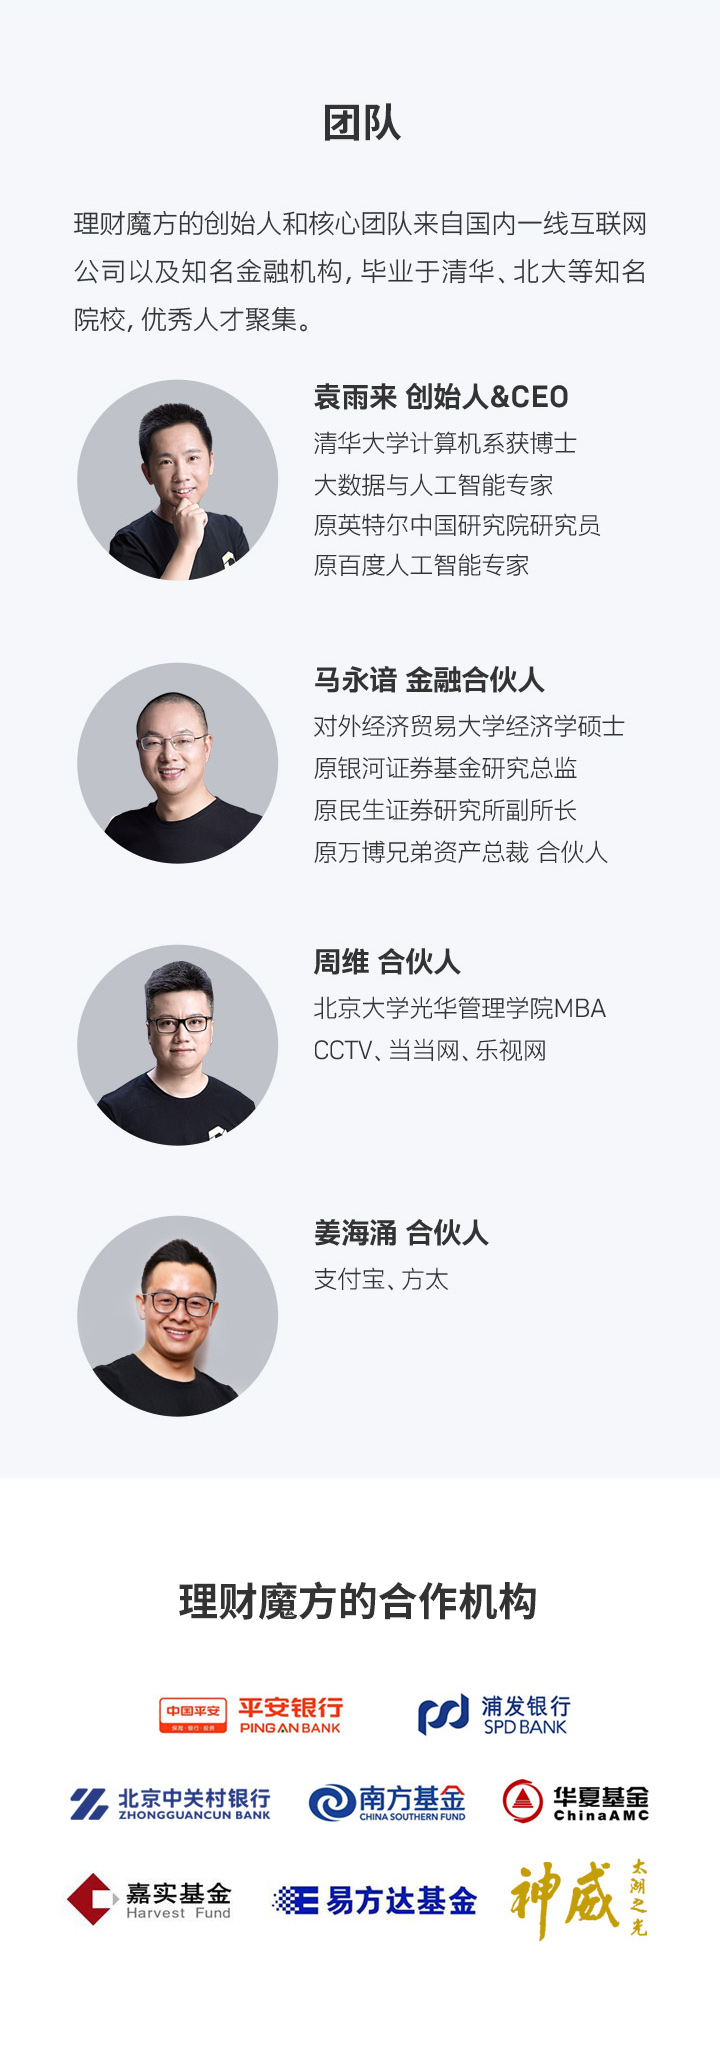 团队
理财魔方的创始人和核心团队来自国内一线互联网
公司以及知名金融机构, 毕业于清华、北大等知名
院校, 优秀人才聚集。
袁雨来 创始人&CEO
清华大学计算机系获博士
大数据与人工智能专家
原英特尔中国研究院研究员
原百度人工智能专家
马永谙 金融合伙人
对外经济贸易大学经济学硕士
原银河证券基金研究总监
原民生证券研究所副所长
原万博兄弟资产总裁 合伙人
周维 合伙人
北京大学光华管理学院MBA
CCTV、当当网、乐视网
姜海涌 合伙人
支付宝、方太
理财魔方的合作机构
中国平安
保险·银行·投资
平安银行
PING AN BANK
浦发银行
SPD BANK
北京中关村银行
ZHONGGUANCUN BANK
南方基金
CHINA SOUTHERN FUND
华夏基金
ChinaAMC
嘉实基金
Harvest Fund
易方达基金
神威
太湖之光